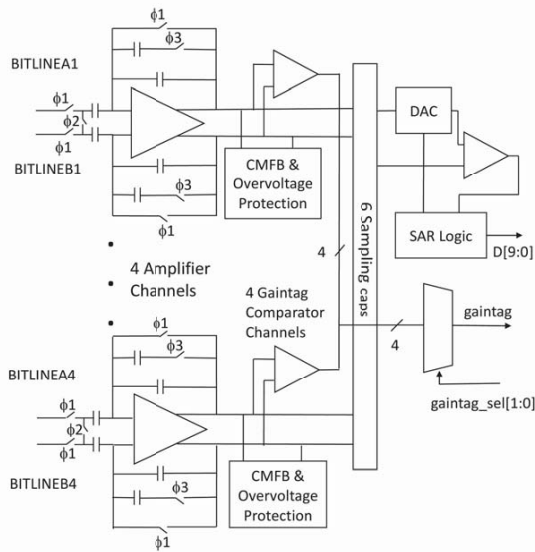 ϕ1
ϕ3
BITLINEA1
ϕ1
ϕ2
ϕ1
BITLINEB1
ϕ3
ϕ1
CMFB &
Overvoltage
Protection
DAC
SAR Logic
D[9:0]
6 Sampling caps
4
4 Amplifier
Channels
4 Gaintag
Comparator
Channels
4
gaintag
gaintag_sel[1:0]
ϕ1
ϕ3
BITLINEA4
ϕ1
ϕ2
ϕ1
BITLINEB4
ϕ3
ϕ1
CMFB &
Overvoltage
Protection